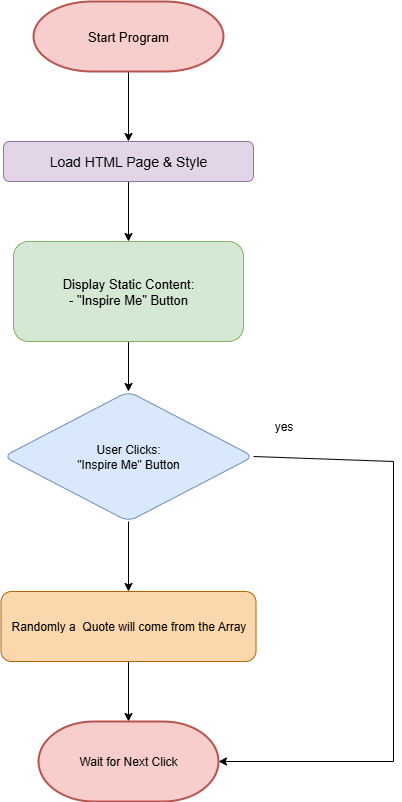 Start Program
Load HTML Page & Style
Display Static Content:
- "Inspire Me" Button
yes
User Clicks:
"Inspire Me" Button
Randomly a  Quote will come from the Array
Wait for Next Click